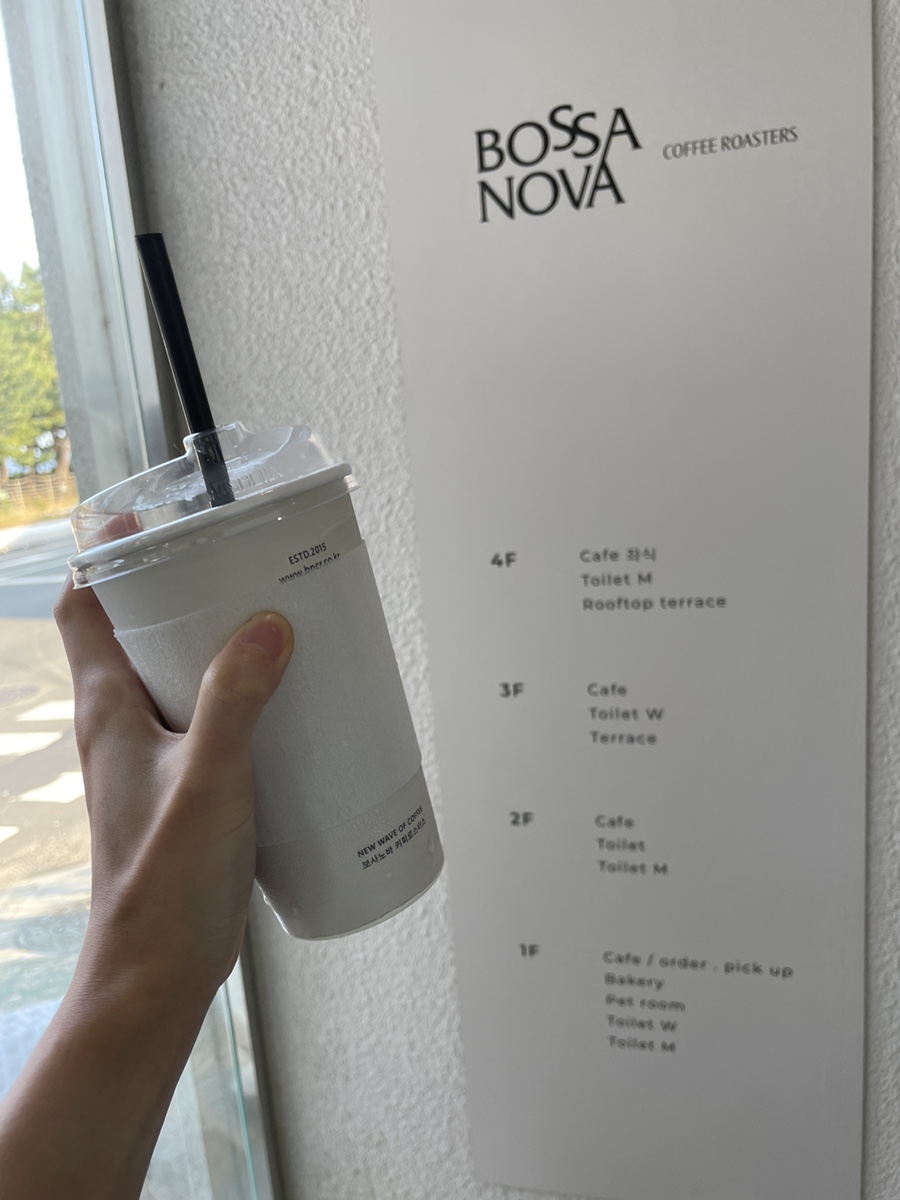 BOSSA
NOVA
COFFEE ROASTERS
ESTD.2015
www.bncr.co.kr
NEW WAVE OF COFFEE
보사노바 커피로스터스
4F
Cafe 좌식
Toilet M
Rooftop terrace
3F
Cafe
Toilet W
Terrace
2F
Cafe
Toilet
Toilet M
1F
Cafe / order . pick up
Bakery
Pet room
Toilet W
Toilet M